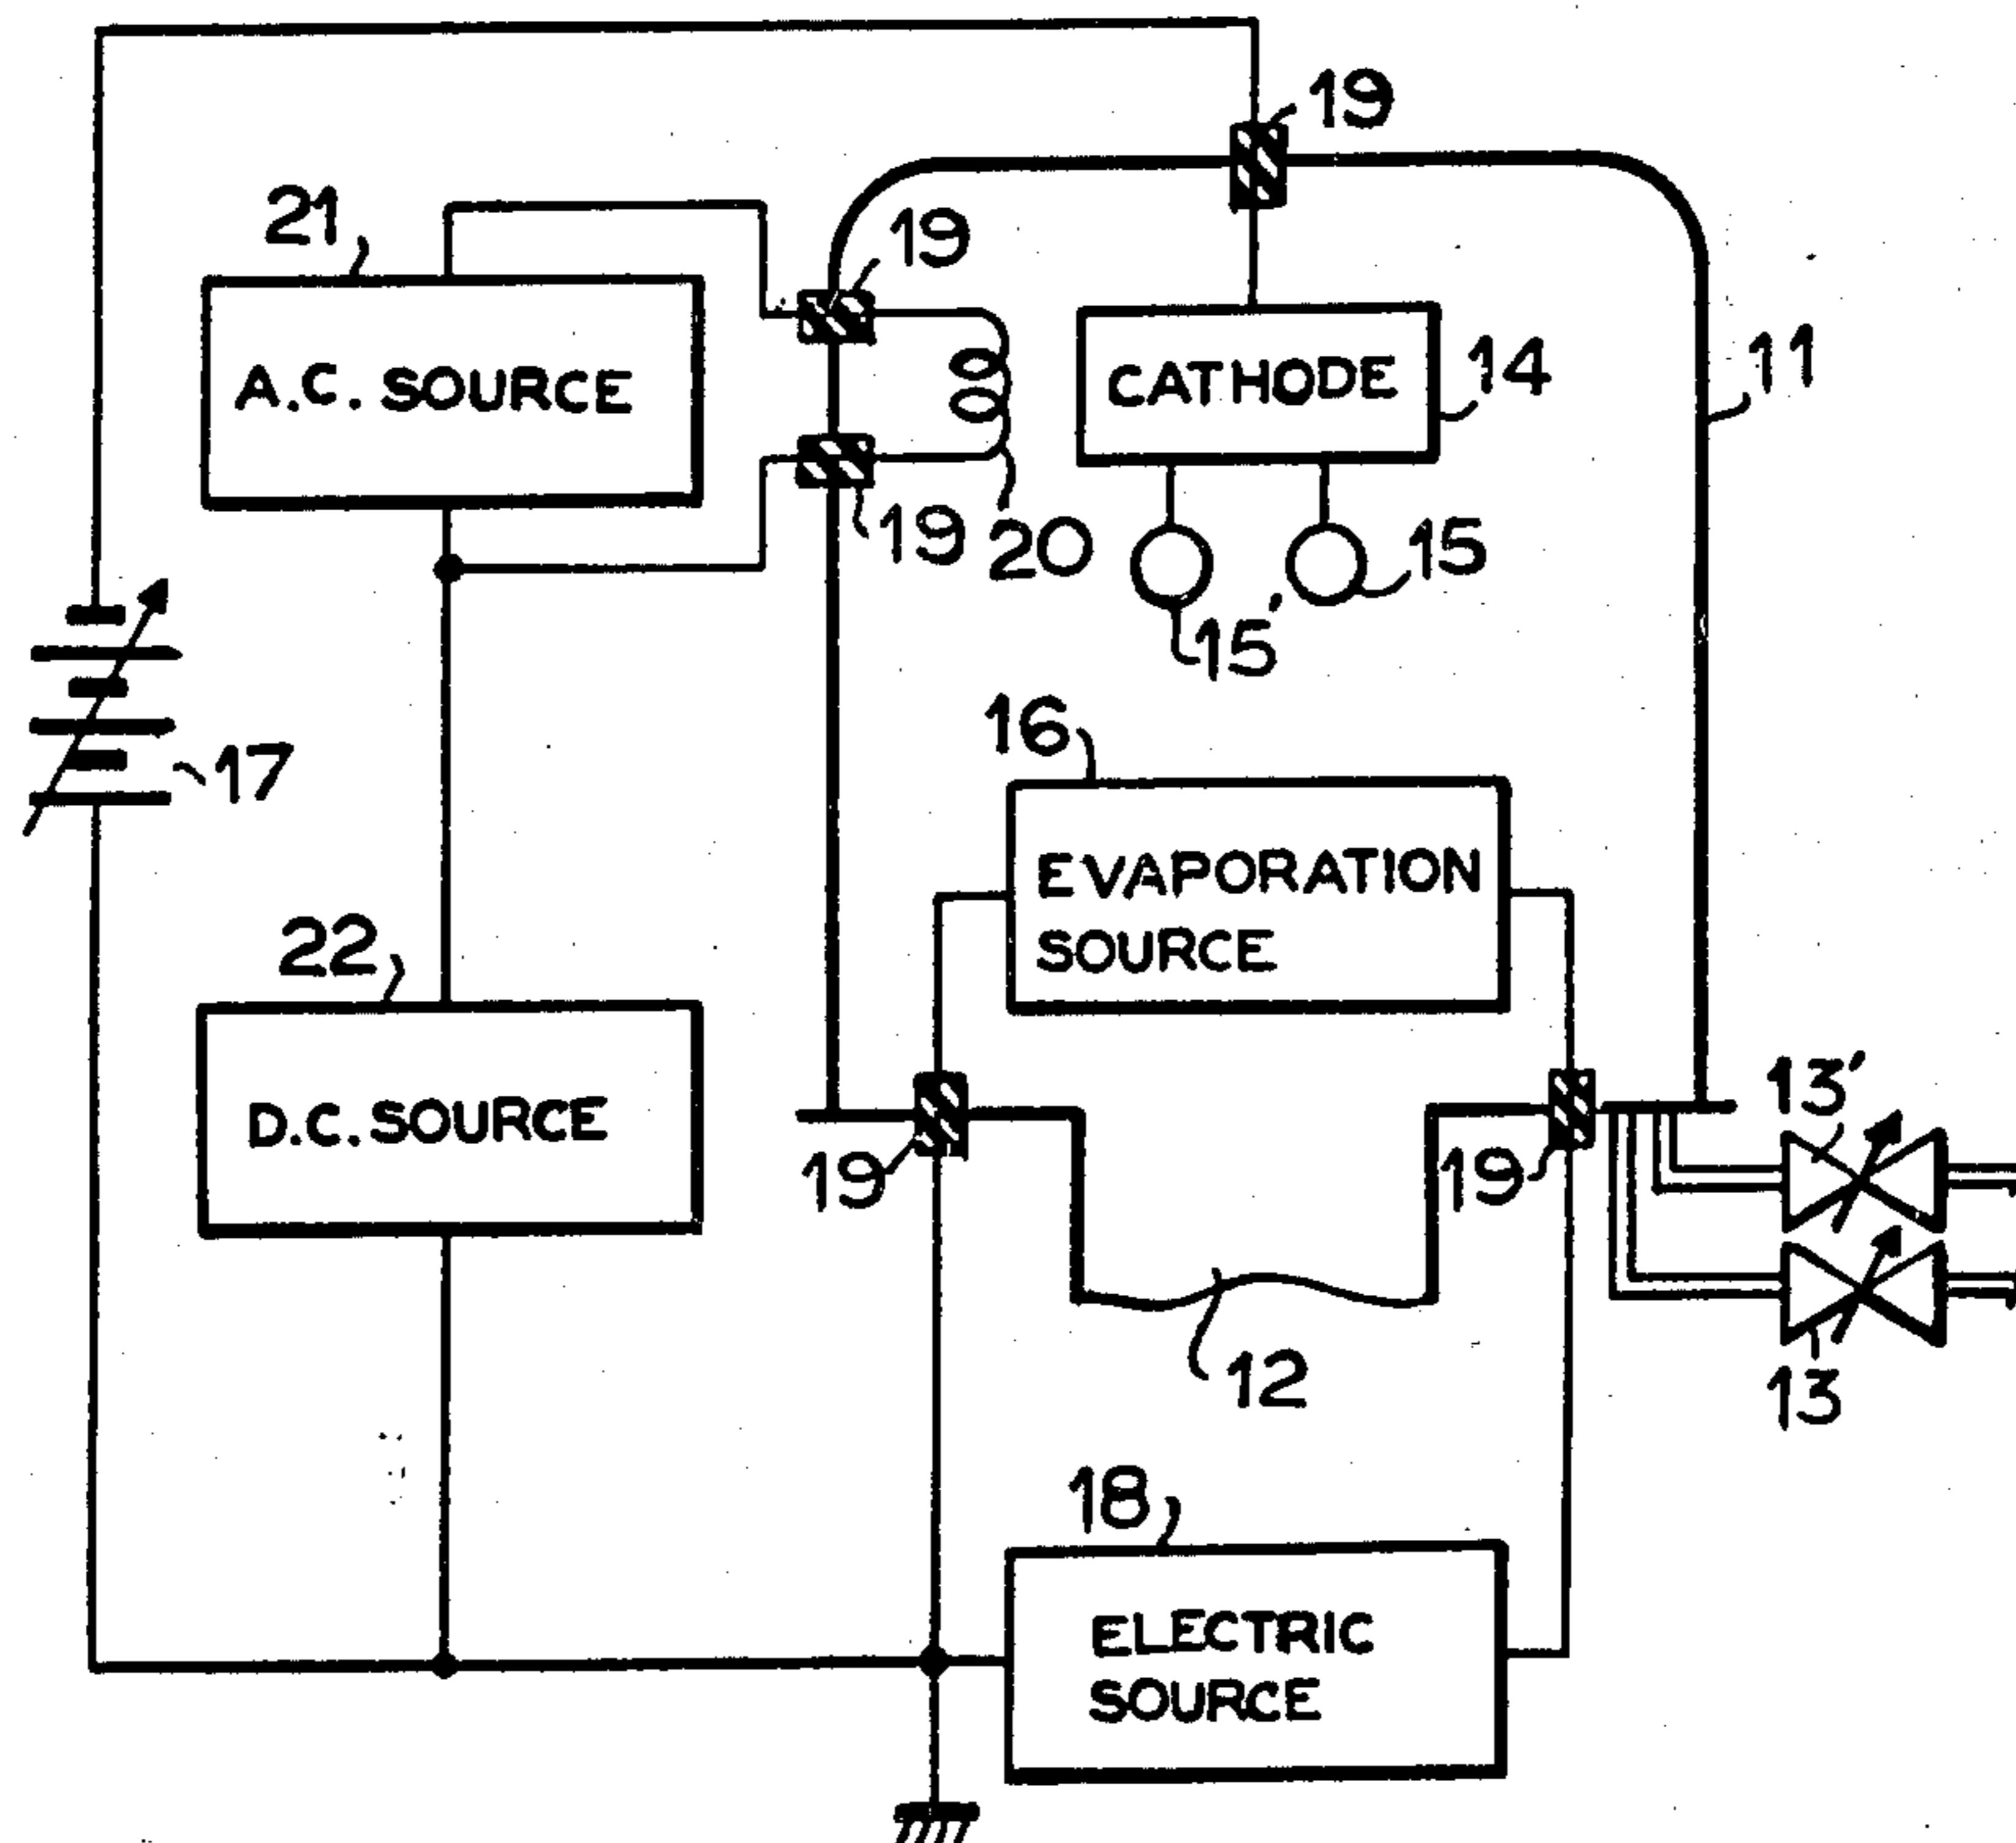 19
21
19
A.C. SOURCE
CATHODE
14
11
19
20
15
15'
16
17
EVAPORATION
SOURCE
22
D.C. SOURCE
13'
19
19
12
13
18
ELECTRIC
SOURCE